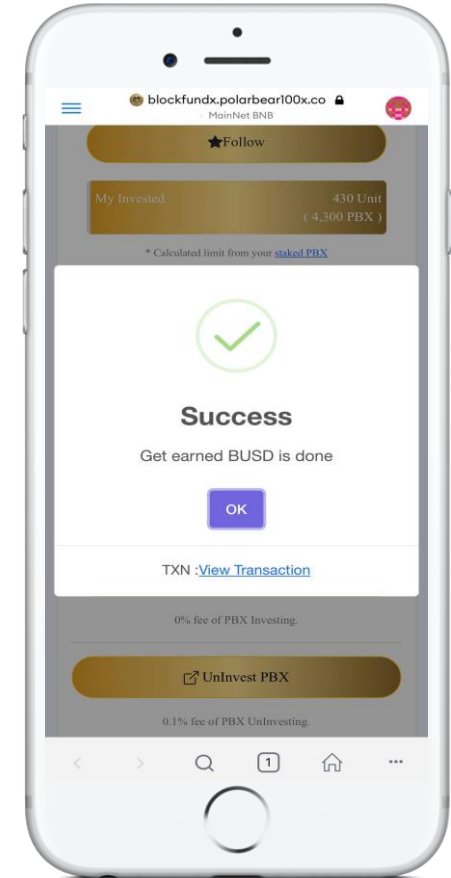 blockfundx.polarbear100x.co
MainNet BNB
Follow
My Invested 430 Unit
( 4,300 PBX )
* Calculated limit from your staked PBX
Success
Get earned BUSD is done
OK
TXN :View Transaction
0% fee of PBX Investing.
UnInvest PBX
0.1% fee of PBX UnInvesting.
1